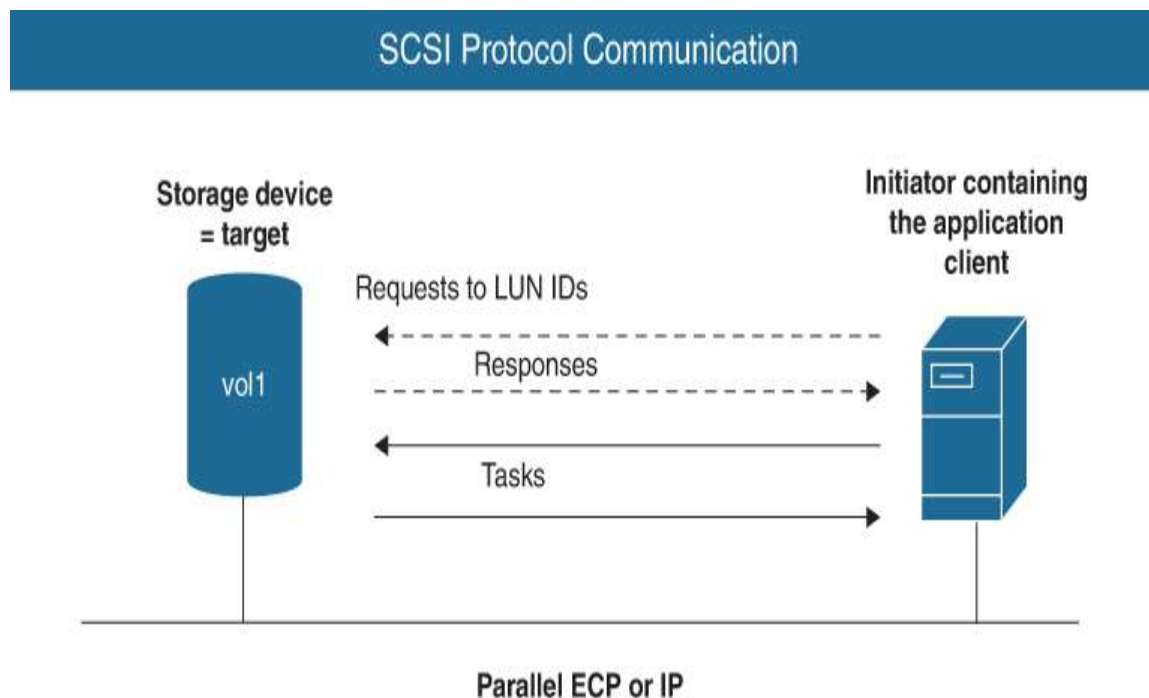 SCSI Protocol Communication
Storage device
= target
Initiator containing
the application
client
Requests to LUN IDs
Responses
vol1
Tasks
Parallel ECP or IP